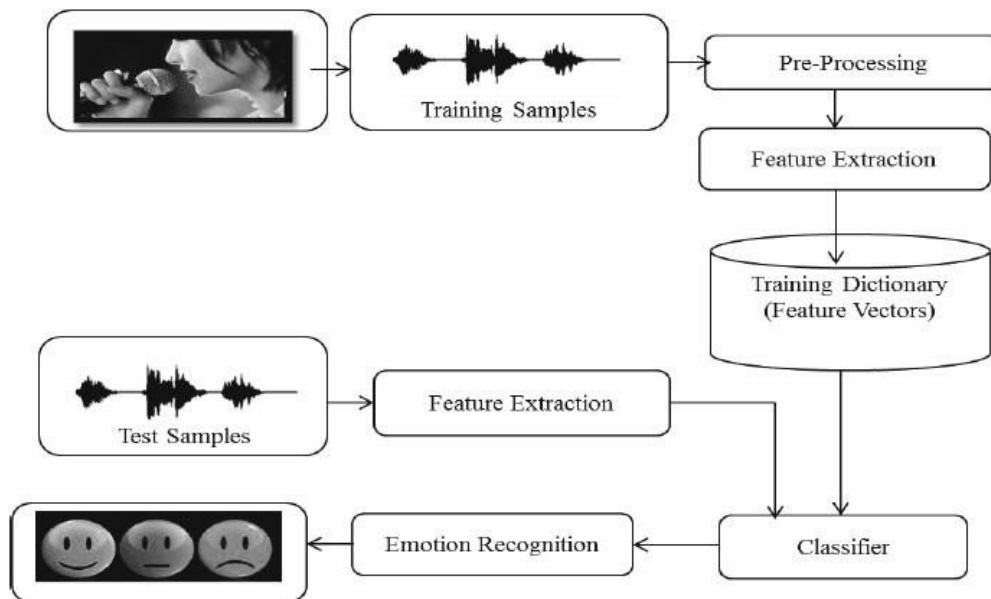 Training Samples
Pre-Processing
Feature Extraction
Training Dictionary
(Feature Vectors)
Test Samples
Feature Extraction
Emotion Recognition
Classifier